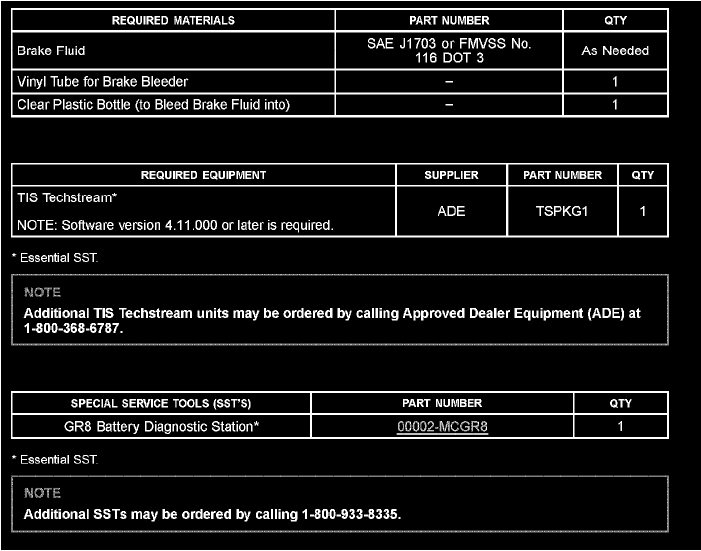 REQUIRED MATERIALS PART NUMBER QTY
Brake Fluid SAE J1703 or FMVSS No. 116 DOT 3 As Needed
Vinyl Tube for Brake Bleeder – 1
Clear Plastic Bottle (to Bleed Brake Fluid into) – 1
REQUIRED EQUIPMENT SUPPLIER PART NUMBER QTY
TIS Techstream*
NOTE: Software version 4.11.000 or later is required.
ADE TSPKG1 1
* Essential SST.
NOTE
Additional TIS Techstream units may be ordered by calling Approved Dealer Equipment (ADE) at
1-800-368-6787.
SPECIAL SERVICE TOOLS (SST'S) PART NUMBER QTY
GR8 Battery Diagnostic Station* 00002-MCGR8 1
* Essential SST.
NOTE
Additional SSTs may be ordered by calling 1-800-933-8335.